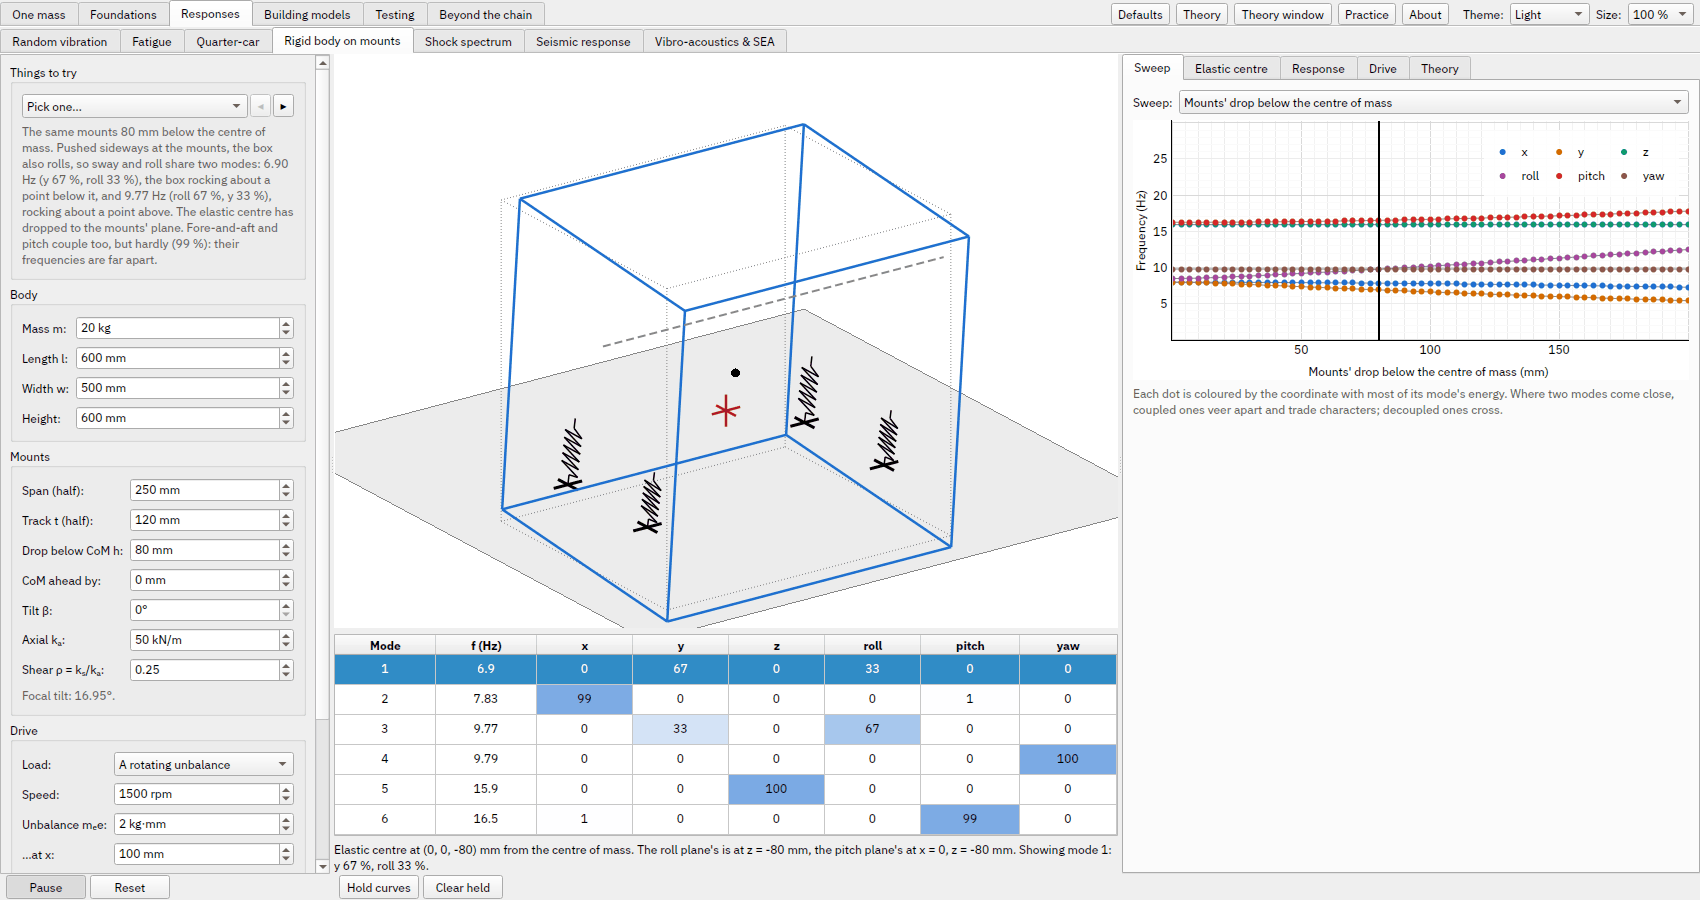 One mass
Foundations
Responses
Building models
Testing
Beyond the chain
Defaults
Theory
Theory window
Practice
About
Theme:
Light
Size:
100 %
Random vibration
Fatigue
Quarter-car
Rigid body on mounts
Shock spectrum
Seismic response
Vibro-acoustics & SEA
Things to try
Pick one...
The same mounts 80 mm below the centre of
mass. Pushed sideways at the mounts, the box
also rolls, so sway and roll share two modes: 6.90
Hz (y 67 %, roll 33 %), the box rocking about a
point below it, and 9.77 Hz (roll 67 %, y 33 %),
rocking about a point above. The elastic centre has
dropped to the mounts' plane. Fore-and-aft and
pitch couple too, but hardly (99 %): their
frequencies are far apart.
Body
Mass m: 20 kg
Length l: 600 mm
Width w: 500 mm
Height: 600 mm
Mounts
Span (half): 250 mm
Track t (half): 120 mm
Drop below CoM h: 80 mm
CoM ahead by: 0 mm
Tilt β: 0°
Axial kₐ: 50 kN/m
Shear ρ = kₛ/kₐ: 0.25
Focal tilt: 16.95°.
Drive
Load: A rotating unbalance
Speed: 1500 rpm
Unbalance mₑe: 2 kg·mm
...at x: 100 mm
Pause
Reset
Mode f (Hz) x y z roll pitch yaw
1 6.9 0 67 0 33 0 0
2 7.83 99 0 0 0 1 0
3 9.77 0 33 0 67 0 0
4 9.79 0 0 0 0 0 100
5 15.9 0 0 100 0 0 0
6 16.5 1 0 0 0 99 0
Elastic centre at (0, 0, -80) mm from the centre of mass. The roll plane's is at z = -80 mm, the pitch plane's at x = 0, z = -80 mm. Showing mode 1:
y 67 %, roll 33 %.
Hold curves
Clear held
Sweep
Elastic centre
Response
Drive
Theory
Sweep: Mounts' drop below the centre of mass
Frequency (Hz)
25
20
15
10
5
x y z
roll pitch yaw
50 100 150
Mounts' drop below the centre of mass (mm)
Each dot is coloured by the coordinate with most of its mode's energy. Where two modes come close,
coupled ones veer apart and trade characters; decoupled ones cross.